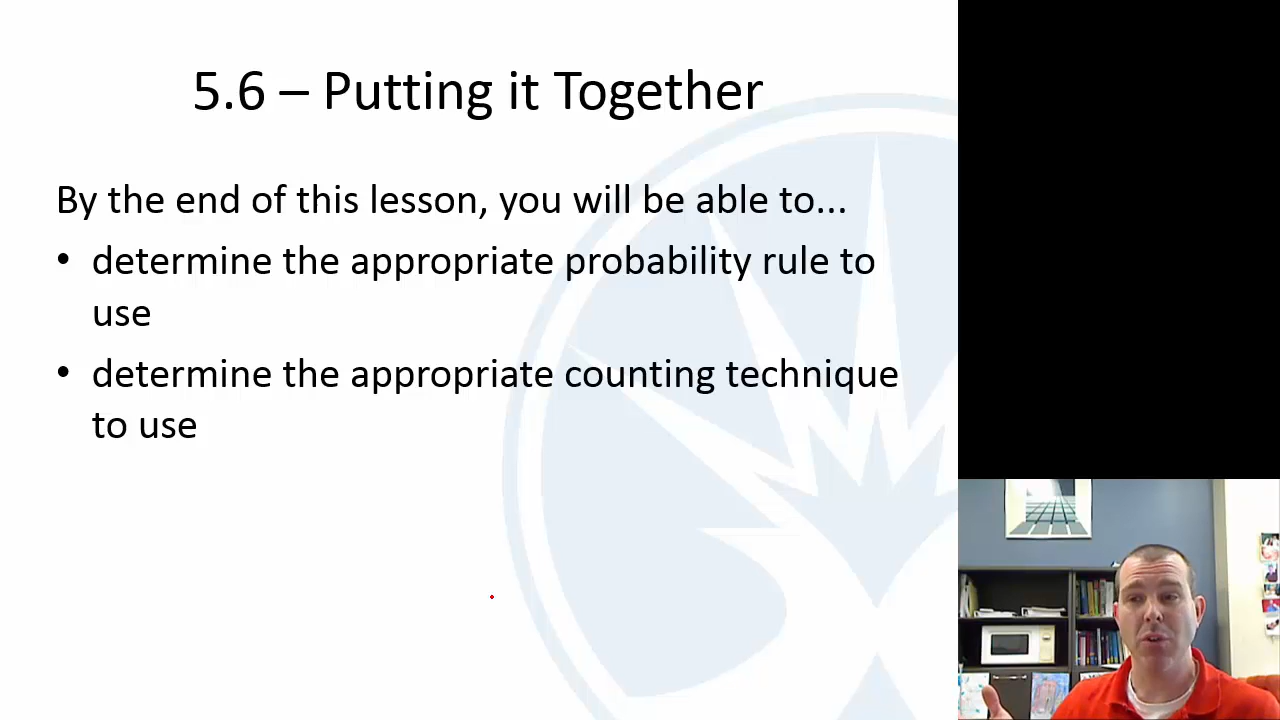 5.6 – Putting it Together
By the end of this lesson, you will be able to...
• determine the appropriate probability rule to
use
• determine the appropriate counting technique
to use